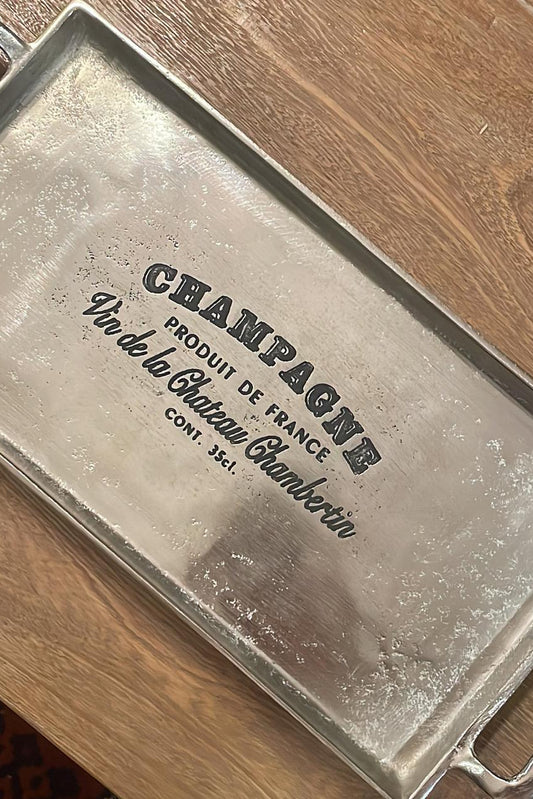 CHAMPAGNE
PRODUIT DE FRANCE
Vin de la Chateau Chambertin
CONT. 35cl.